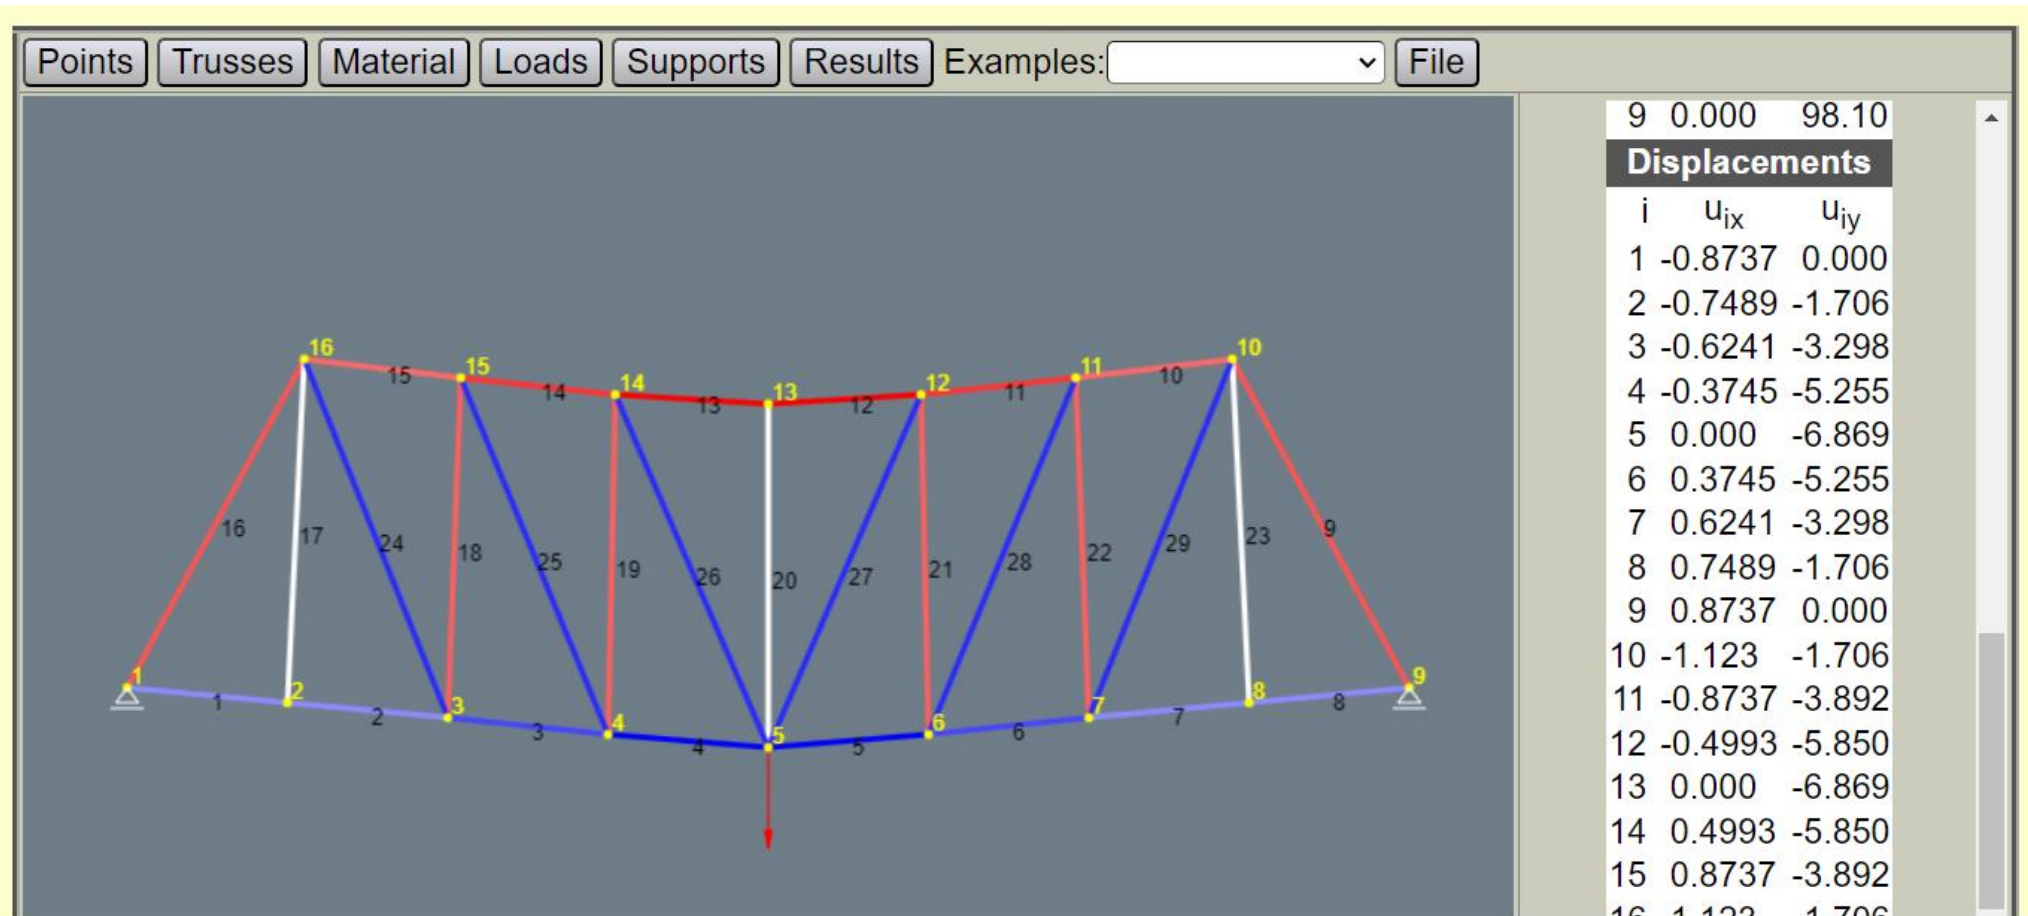 Points Trusses Material Loads Supports Results Examples: File
9 0.000 98.10
Displacements
i uix uiy
1 -0.8737 0.000
2 -0.7489 -1.706
3 -0.6241 -3.298
4 -0.3745 -5.255
5 0.000 -6.869
6 0.3745 -5.255
7 0.6241 -3.298
8 0.7489 -1.706
9 0.8737 0.000
10 -1.123 -1.706
11 -0.8737 -3.892
12 -0.4993 -5.850
13 0.000 -6.869
14 0.4993 -5.850
15 0.8737 -3.892
16 1.123 -1.706
16 10
15 11
14 12
13
15 14 13 12 11 10
16 17 24 18 25 19 26 20 27 21 28 22 29 23 9
1 9
2 8
3 7
4 6
5
1 2 3 4 5 6 7 8